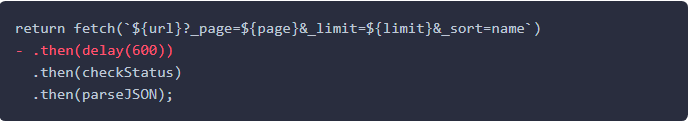 return fetch(`${url}?_page=${page}&_limit=${limit}&_sort=name`)
- .then(delay(600))
.then(checkStatus)
.then(parseJSON);